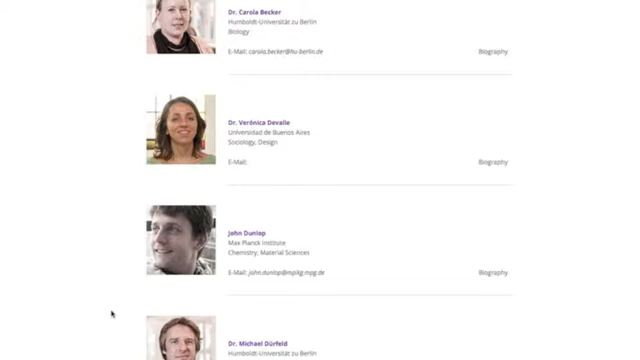 Dr. Carola Becker
Humboldt-Universität zu Berlin
Biology
E-Mail: carola.becker@hu-berlin.de
Biography
Dr. Verónica Devalle
Universidad de Buenos Aires
Sociology, Design
E-Mail:
Biography
John Dunlop
Max Planck Institute
Chemistry, Material Sciences
E-Mail: john.dunlop@mpikg.mpg.de
Biography
Dr. Michael Dürfeld
Humboldt-Universität zu Berlin